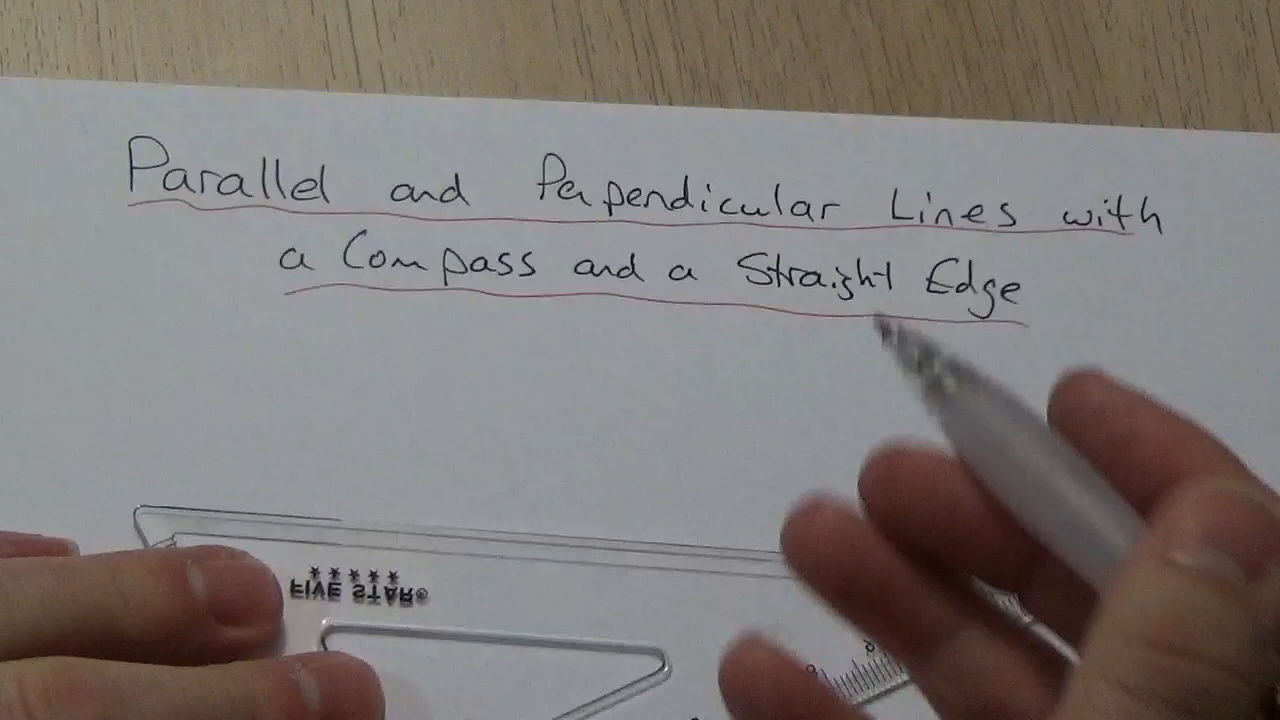 Parallel and Perpendicular Lines with
a Compass and a Straight Edge
FIVE STAR®